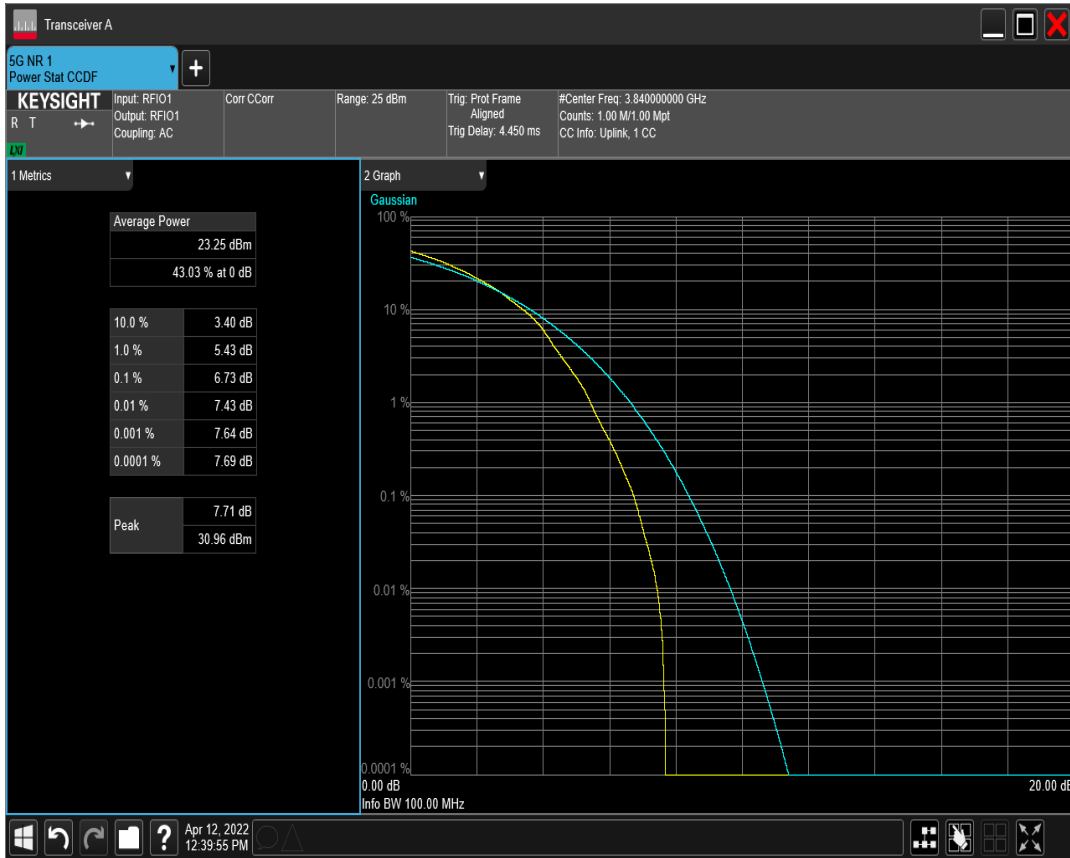 Transceiver A
5G NR 1
Power Stat CCDF
KEYSIGHT
R T
LXI
Input: RFIO1
Output: RFIO1
Coupling: AC
Corr CCorr
Range: 25 dBm
Trig: Prot Frame
Aligned
Trig Delay: 4.450 ms
#Center Freq: 3.840000000 GHz
Counts: 1.00 M/1.00 Mpt
CC Info: Uplink, 1 CC
1 Metrics
Average Power
23.25 dBm
43.03 % at 0 dB
10.0 % 3.40 dB
1.0 % 5.43 dB
0.1 % 6.73 dB
0.01 % 7.43 dB
0.001 % 7.64 dB
0.0001 % 7.69 dB
Peak 7.71 dB
30.96 dBm
2 Graph
Gaussian
100 %
10 %
1 %
0.1 %
0.01 %
0.001 %
0.0001 %
0.00 dB 20.00 dB
Info BW 100.00 MHz
? Apr 12, 2022
12:39:55 PM